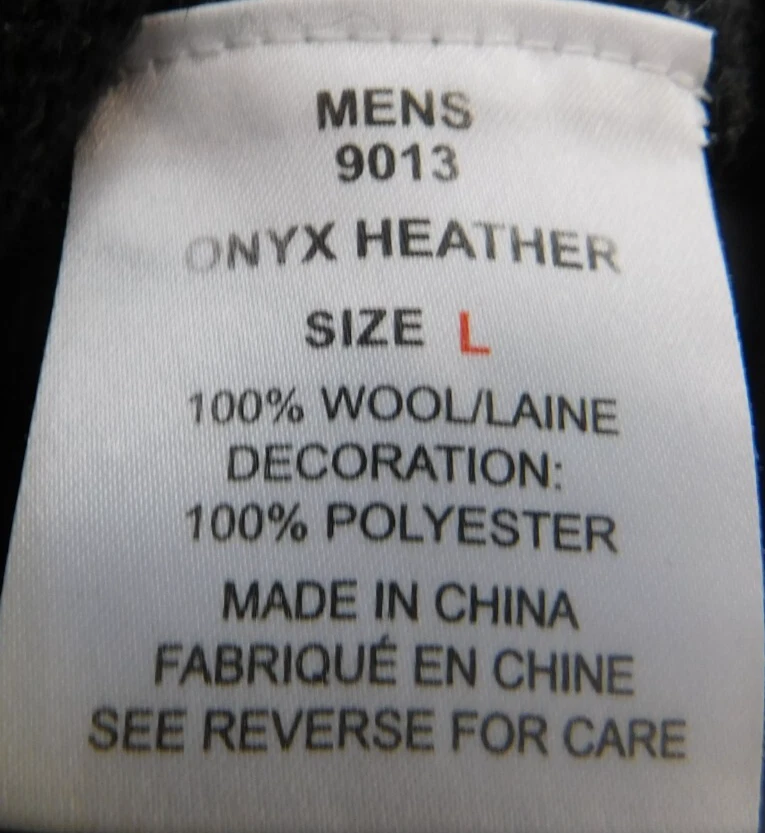 MENS
9013
ONYX HEATHER
SIZE L
100% WOOL/LAINE
DECORATION:
100% POLYESTER
MADE IN CHINA
FABRIQUÉ EN CHINE
SEE REVERSE FOR CARE